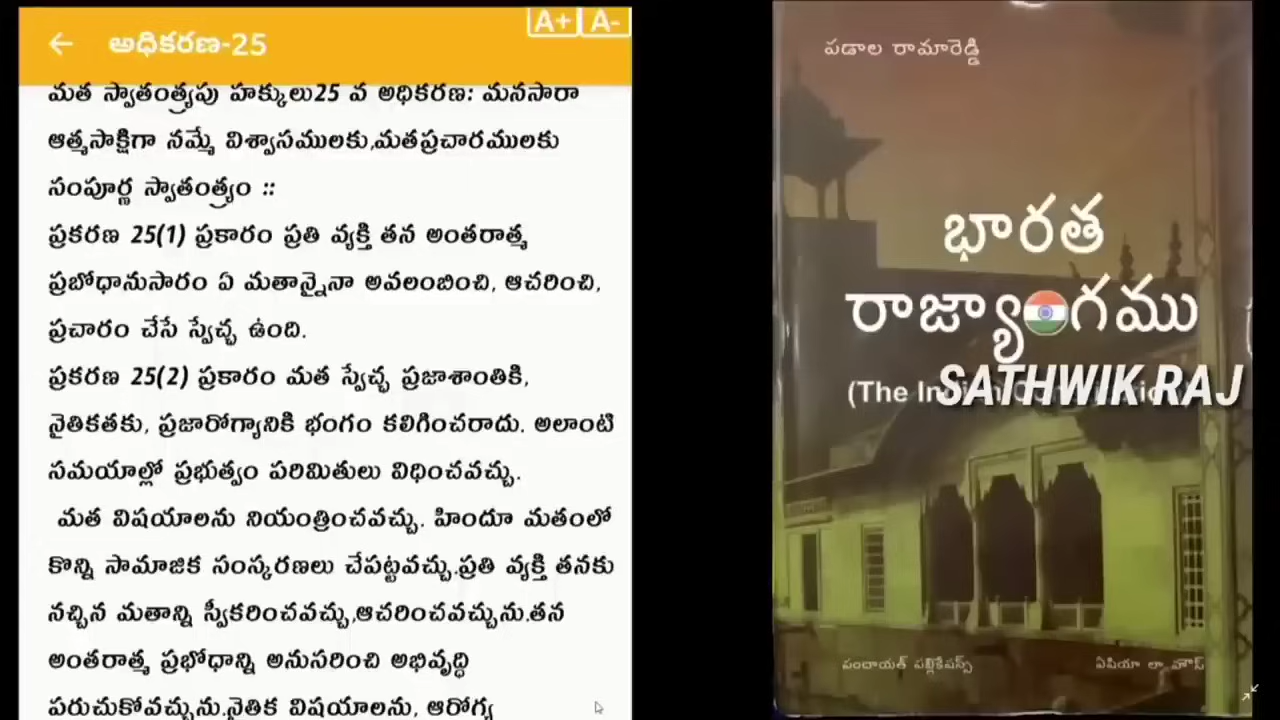 A+ A-
← అధికరణ-25
మత స్వాతంత్ర్యపు హక్కులు25 వ అధికరణ: మనసారా
ఆత్మసాక్షిగా నమ్మే విశ్వాసములకు,మతప్రచారములకు
సంపూర్ణ స్వాతంత్ర్యం ::
ప్రకరణ 25(1) ప్రకారం ప్రతి వ్యక్తి తన అంతరాత్మ
ప్రబోధానుసారం ఏ మతాన్నైనా అవలంబించి, ఆచరించి,
ప్రచారం చేసే స్వేచ్ఛ ఉంది.
ప్రకరణ 25(2) ప్రకారం మత స్వేచ్ఛ ప్రజాశాంతికి,
నైతికతకు, ప్రజారోగ్యానికి భంగం కలిగించరాదు. అలాంటి
సమయాల్లో ప్రభుత్వం పరిమితులు విధించవచ్చు.
మత విషయాలను నియంత్రించవచ్చు. హిందూ మతంలో
కొన్ని సామాజిక సంస్కరణలు చేపట్టవచ్చు.ప్రతి వ్యక్తి తనకు
నచ్చిన మతాన్ని స్వీకరించవచ్చు,ఆచరించవచ్చును.తన
అంతరాత్మ ప్రభోధాన్ని అనుసరించి అభివృద్ధి
పరుచుకోవచ్చును.నైతిక విషయాలను, ఆరోగ్య
పడాల రామారెడ్డి
భారత
రాజ్యాంగము
(The
SATHWIK RAJ
పంచాయత్ పబ్లికేషన్స్
ఏషియా లా హౌస్